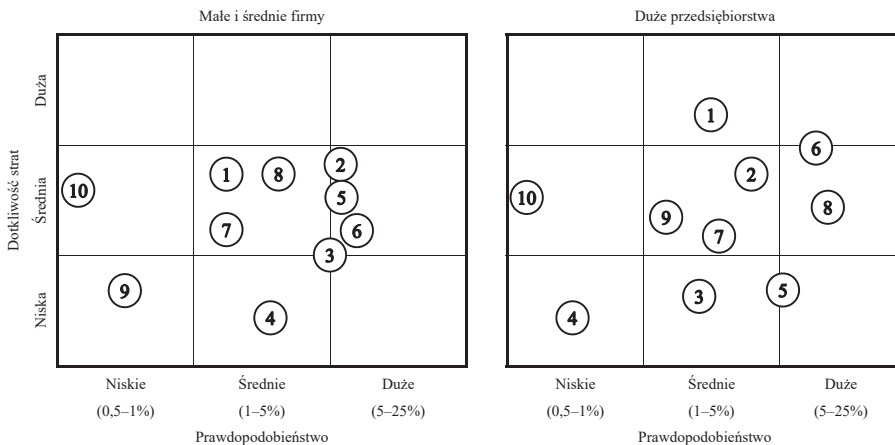 Małe i średnie firmy
Duże przedsiębiorstwa
Dotkliwość strat
Duża
Średnia
Niska
10
1
8
2
5
7
6
3
9
4
1
6
2
10
8
9
7
3
5
4
Niskie
(0,5–1%)
Średnie
(1–5%)
Duże
(5–25%)
Prawdopodobieństwo
Niskie
(0,5–1%)
Średnie
(1–5%)
Duże
(5–25%)
Prawdopodobieństwo